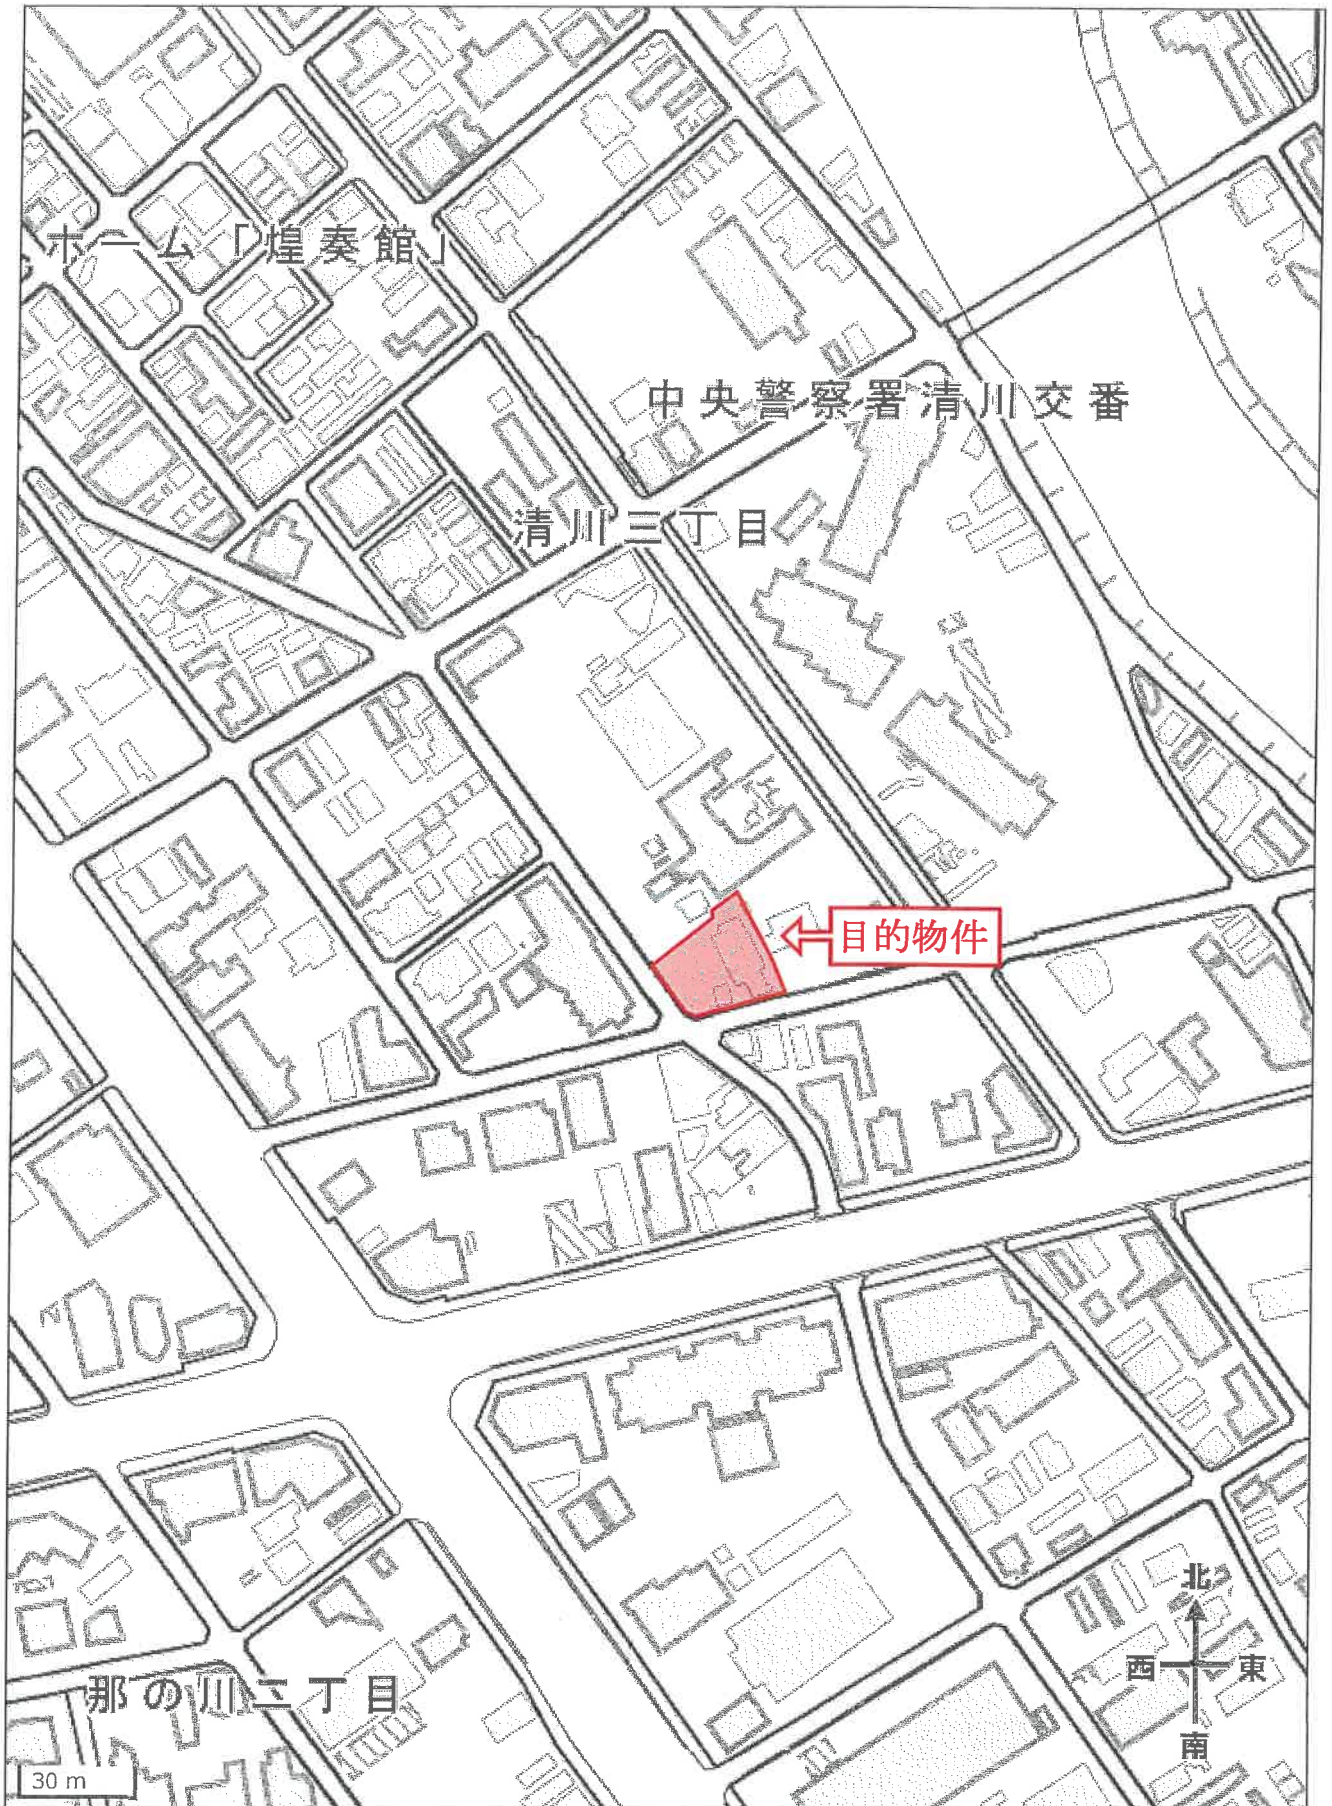 ホーム「煌奏館」
中央警察署清川交番
清川三丁目
目的物件
北
西 東
南
那の川二丁目
30 m